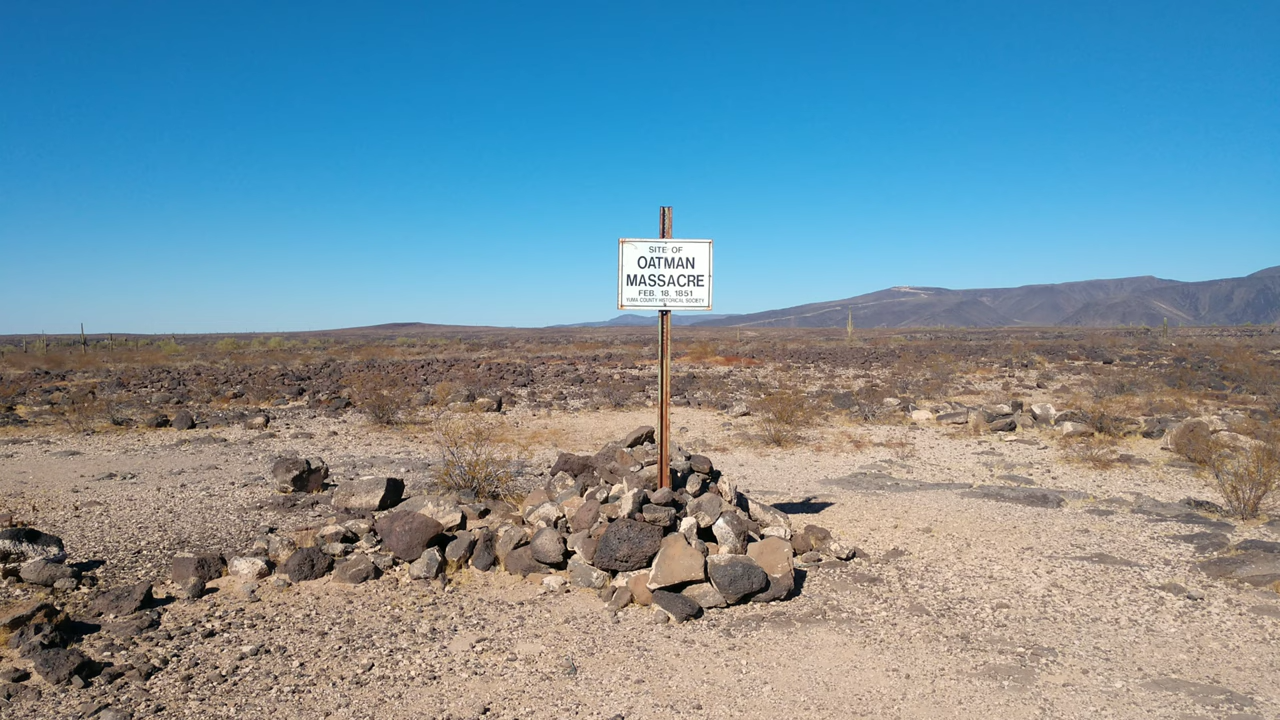 SITE OF
OATMAN
MASSACRE
FEB. 18, 1851
YUMA COUNTY HISTORICAL SOCIETY